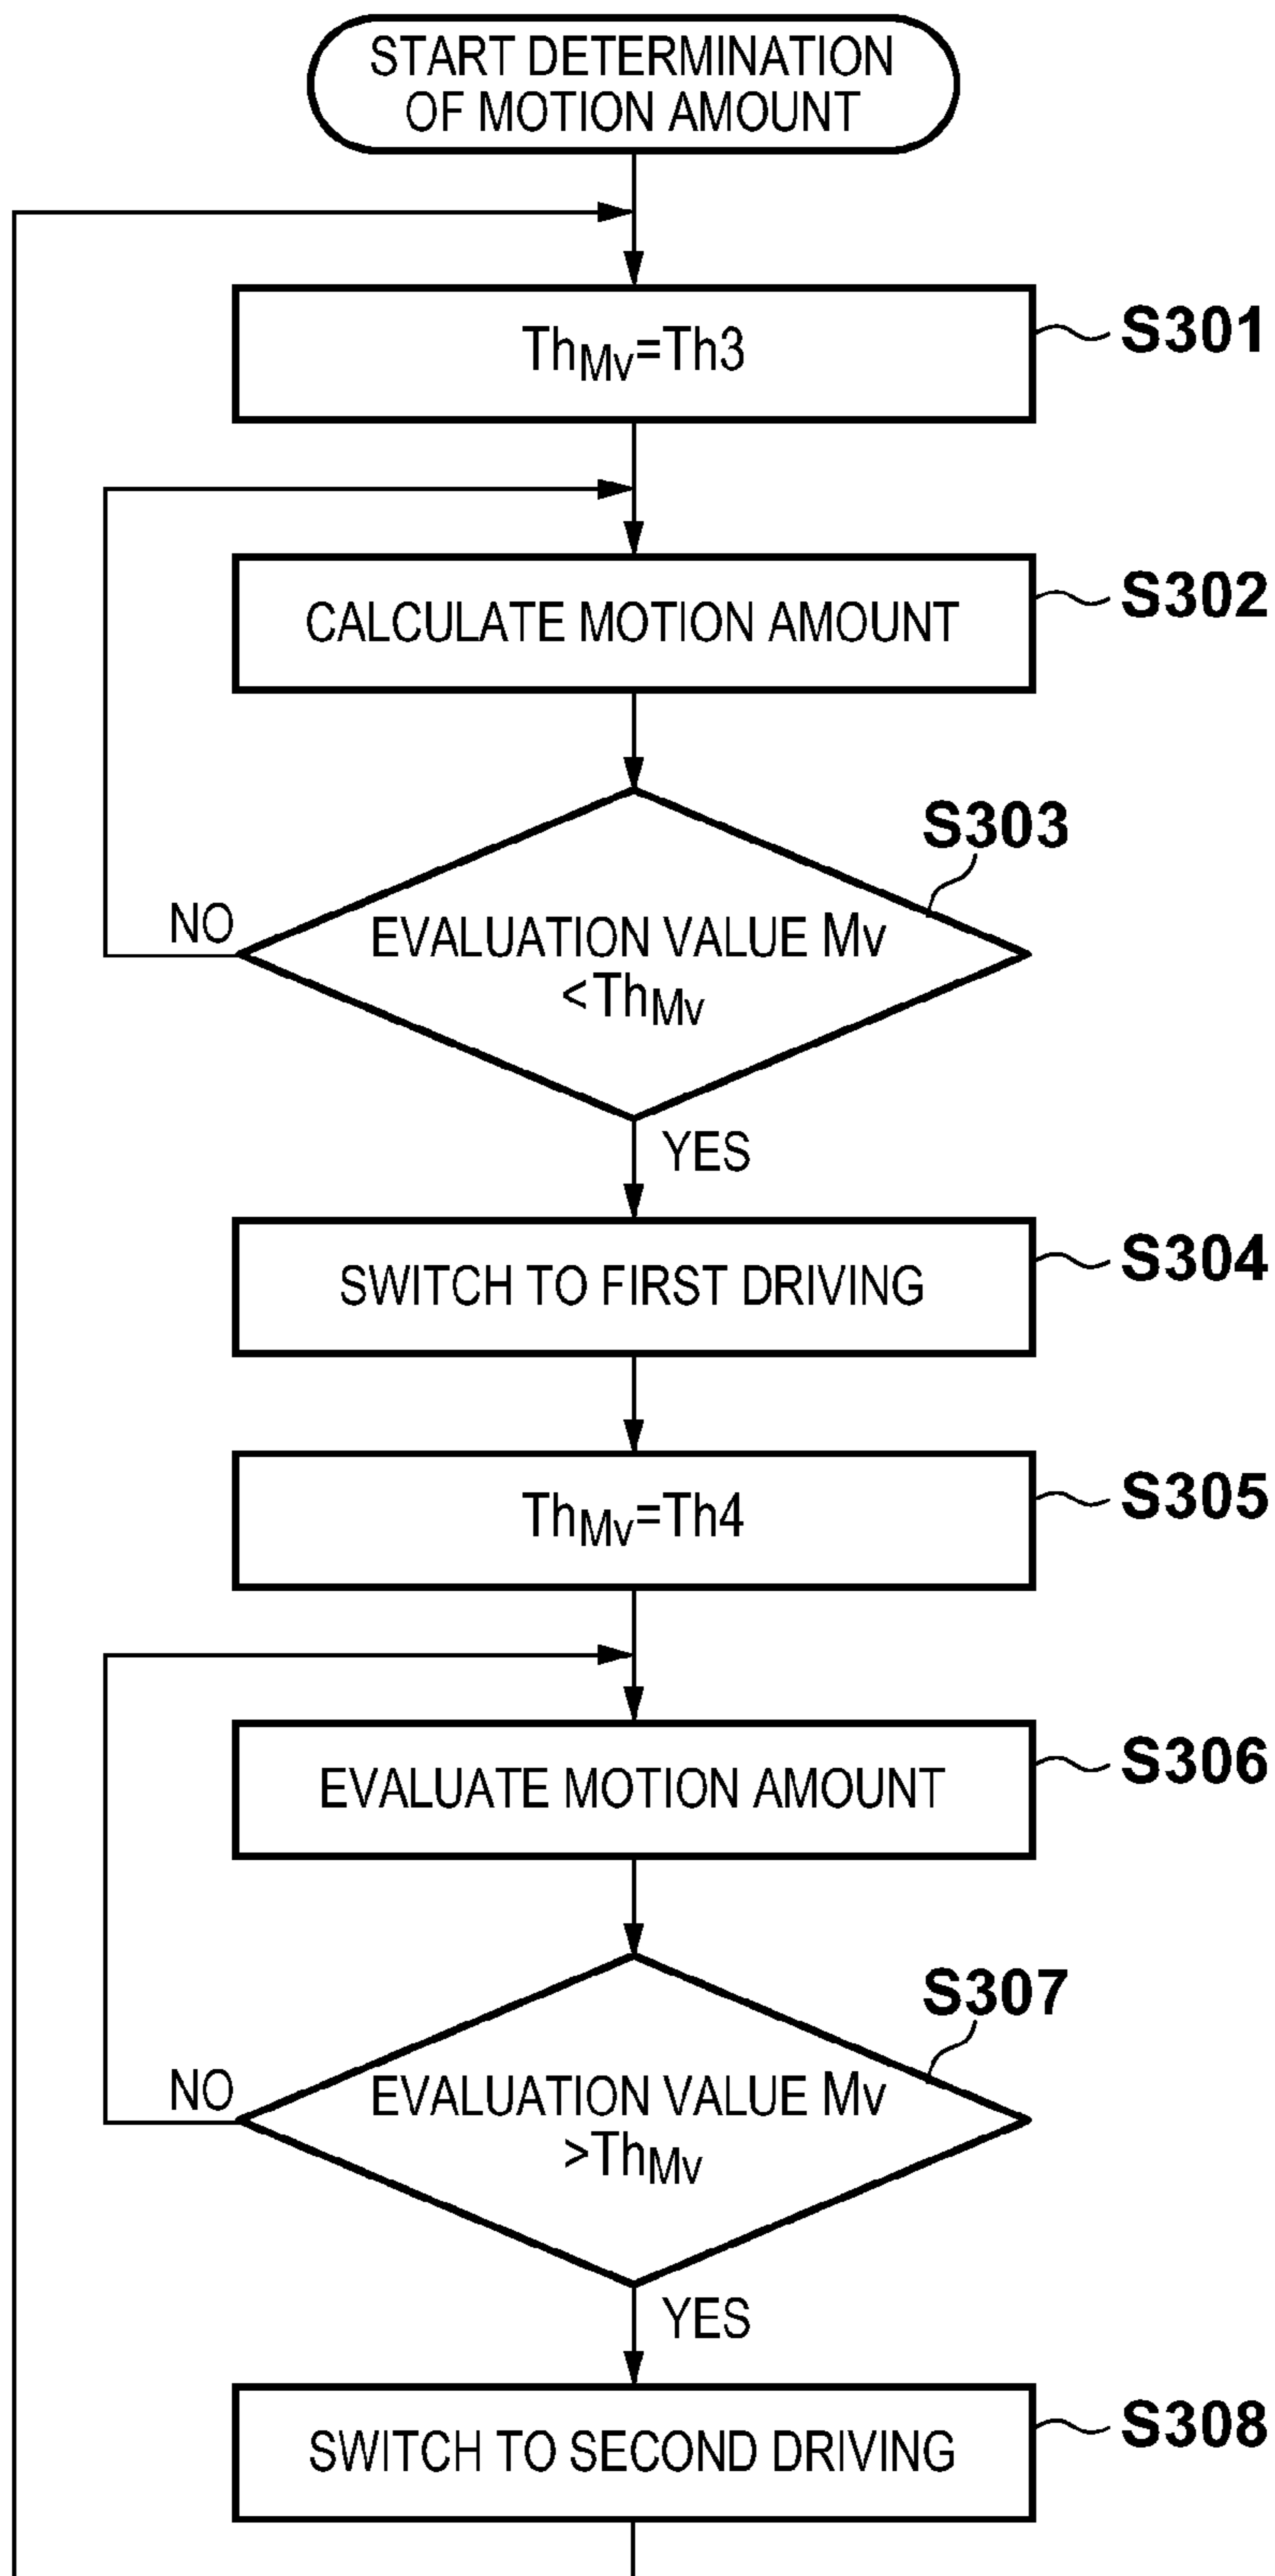 START DETERMINATION
OF MOTION AMOUNT
ThMv=Th3
S301
CALCULATE MOTION AMOUNT
S302
S303
NO
EVALUATION VALUE Mv
<ThMv
YES
SWITCH TO FIRST DRIVING
S304
ThMv=Th4
S305
EVALUATE MOTION AMOUNT
S306
S307
NO
EVALUATION VALUE Mv
>ThMv
YES
SWITCH TO SECOND DRIVING
S308